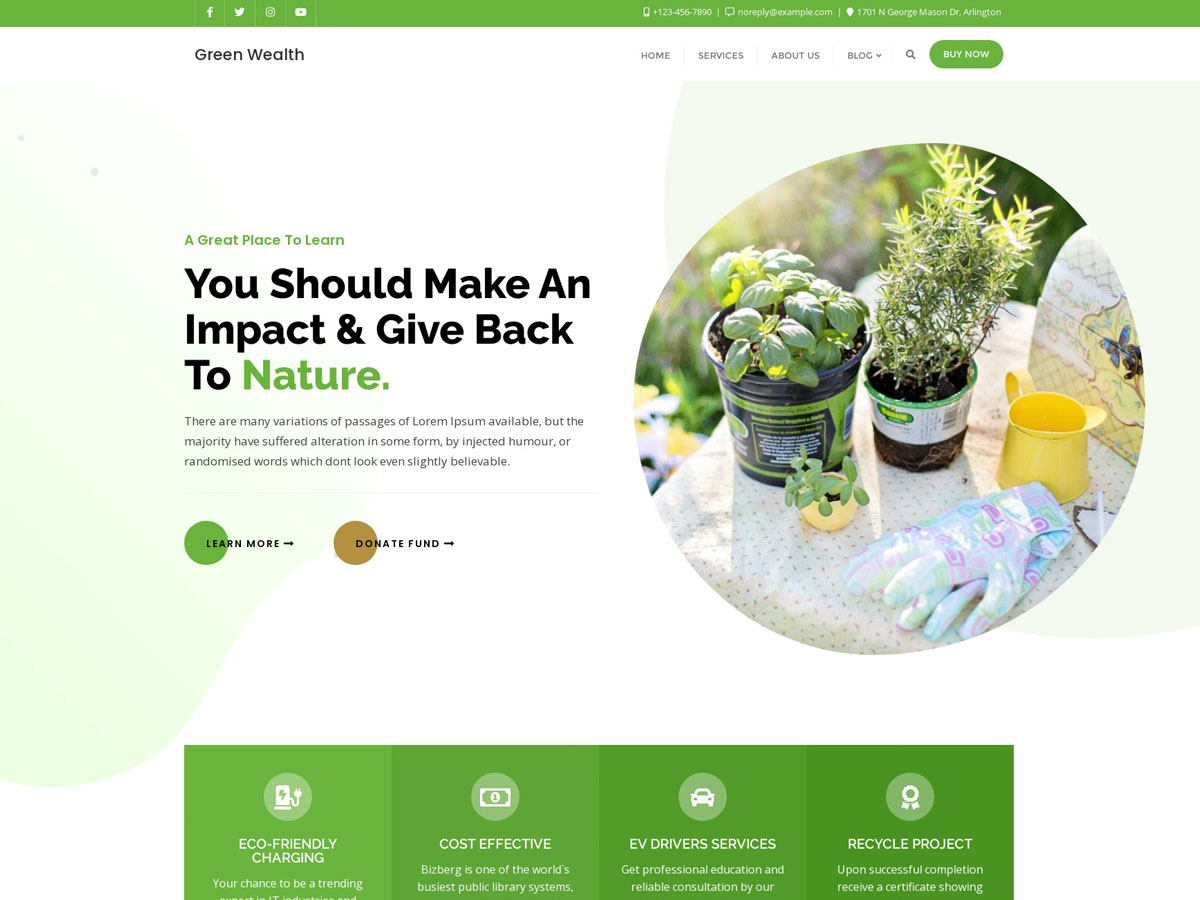 +123-456-7890 | noreply@example.com | 1701 N George Mason Dr, Arlington
Green Wealth
HOME SERVICES ABOUT US BLOG BUY NOW
A Great Place To Learn
You Should Make An
Impact & Give Back
To Nature.
There are many variations of passages of Lorem Ipsum available, but the
majority have suffered alteration in some form, by injected humour, or
randomised words which dont look even slightly believable.
LEARN MORE
DONATE FUND
ECO-FRIENDLY
CHARGING
Your chance to be a trending
expert in IT industries and
COST EFFECTIVE
Bizberg is one of the world`s
busiest public library systems,
EV DRIVERS SERVICES
Get professional education and
reliable consultation by our
RECYCLE PROJECT
Upon successful completion
receive a certificate showing